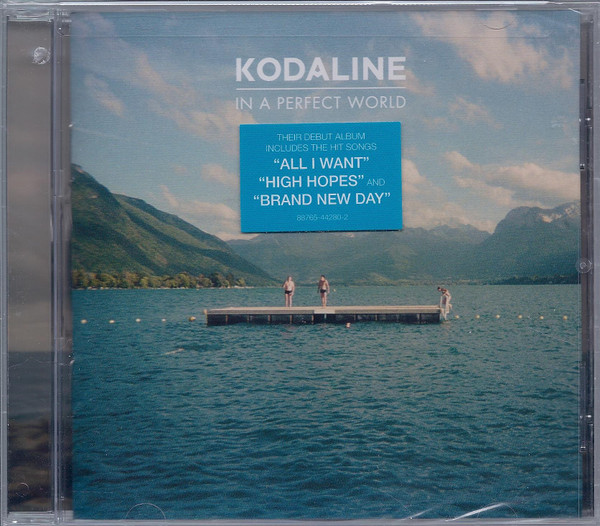 KODALINE
IN A PERFECT WORLD
THEIR DEBUT ALBUM
INCLUDES THE HIT SONGS
“ALL I WANT”
“HIGH HOPES” AND
“BRAND NEW DAY”
88765-44280-2